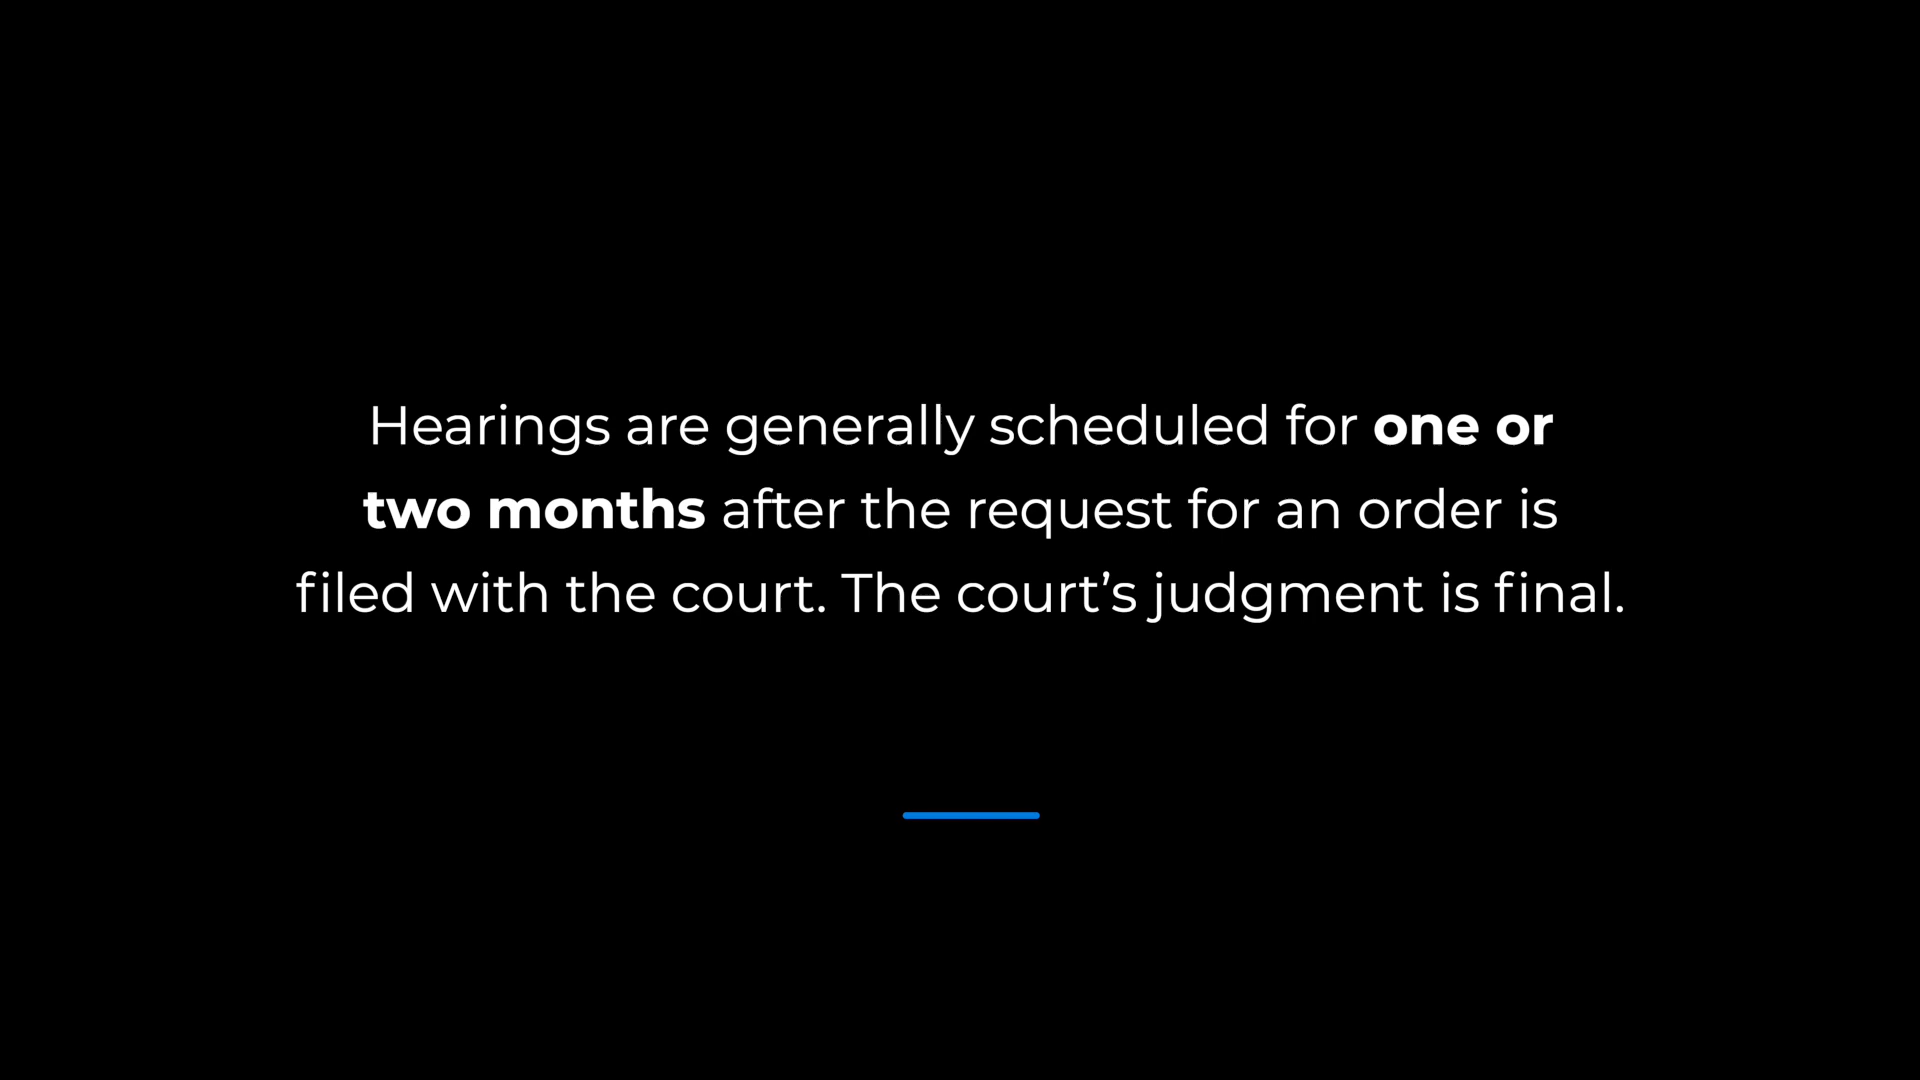 Hearings are generally scheduled for one or
two months after the request for an order is
filed with the court. The court’s judgment is final.